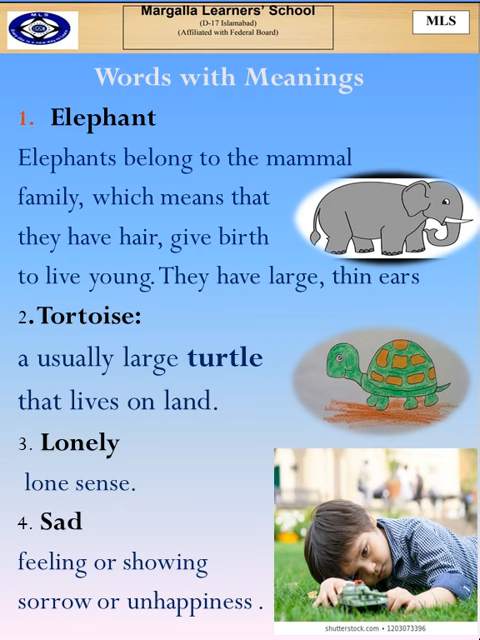 MLS
Margalla Learners' School
(D-17 Islamabad)
(Affiliated with Federal Board)
MLS
Words with Meanings
1. Elephant
Elephants belong to the mammal
family, which means that
they have hair, give birth
to live young. They have large, thin ears
2.Tortoise:
a usually large turtle
that lives on land.
3. Lonely
lone sense.
4. Sad
feeling or showing
sorrow or unhappiness .
shutterstock.com • 1203073396